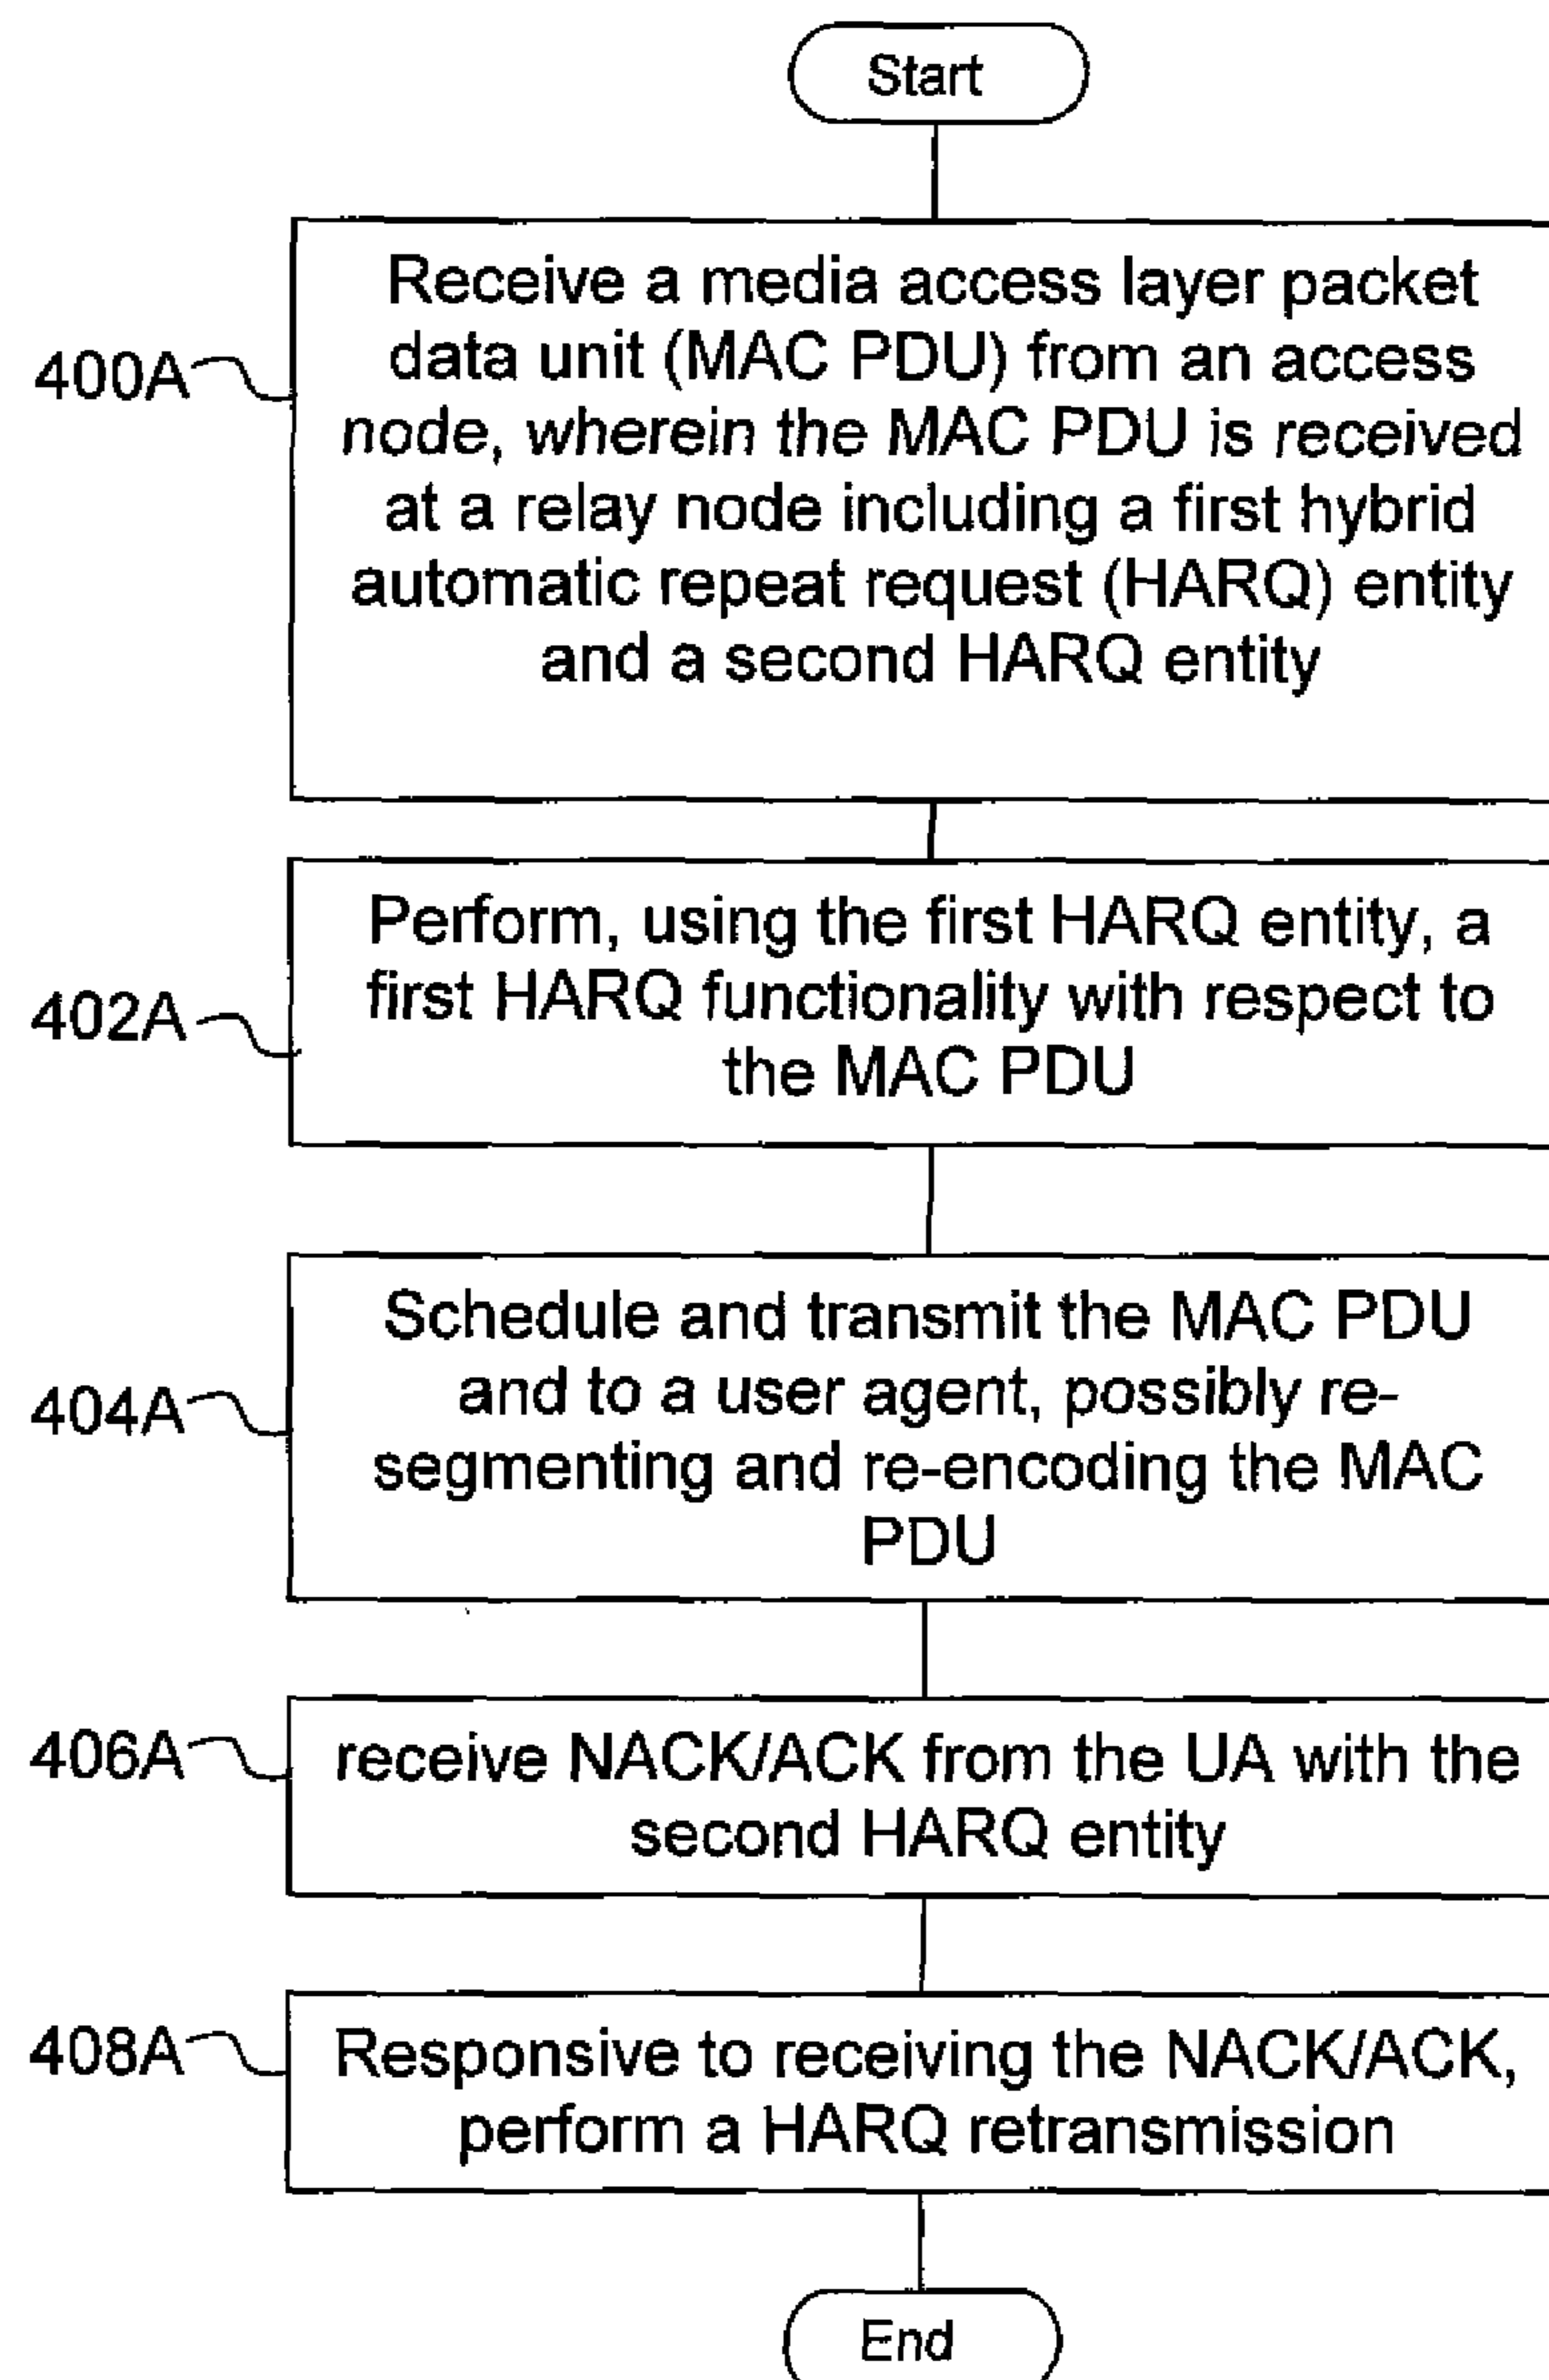 Start
400A
Receive a media access layer packet
data unit (MAC PDU) from an access
node, wherein the MAC PDU is received
at a relay node including a first hybrid
automatic repeat request (HARQ) entity
and a second HARQ entity
402A
Perform, using the first HARQ entity, a
first HARQ functionality with respect to
the MAC PDU
404A
Schedule and transmit the MAC PDU
and to a user agent, possibly re-
segmenting and re-encoding the MAC
PDU
406A
receive NACK/ACK from the UA with the
second HARQ entity
408A
Responsive to receiving the NACK/ACK,
perform a HARQ retransmission
End